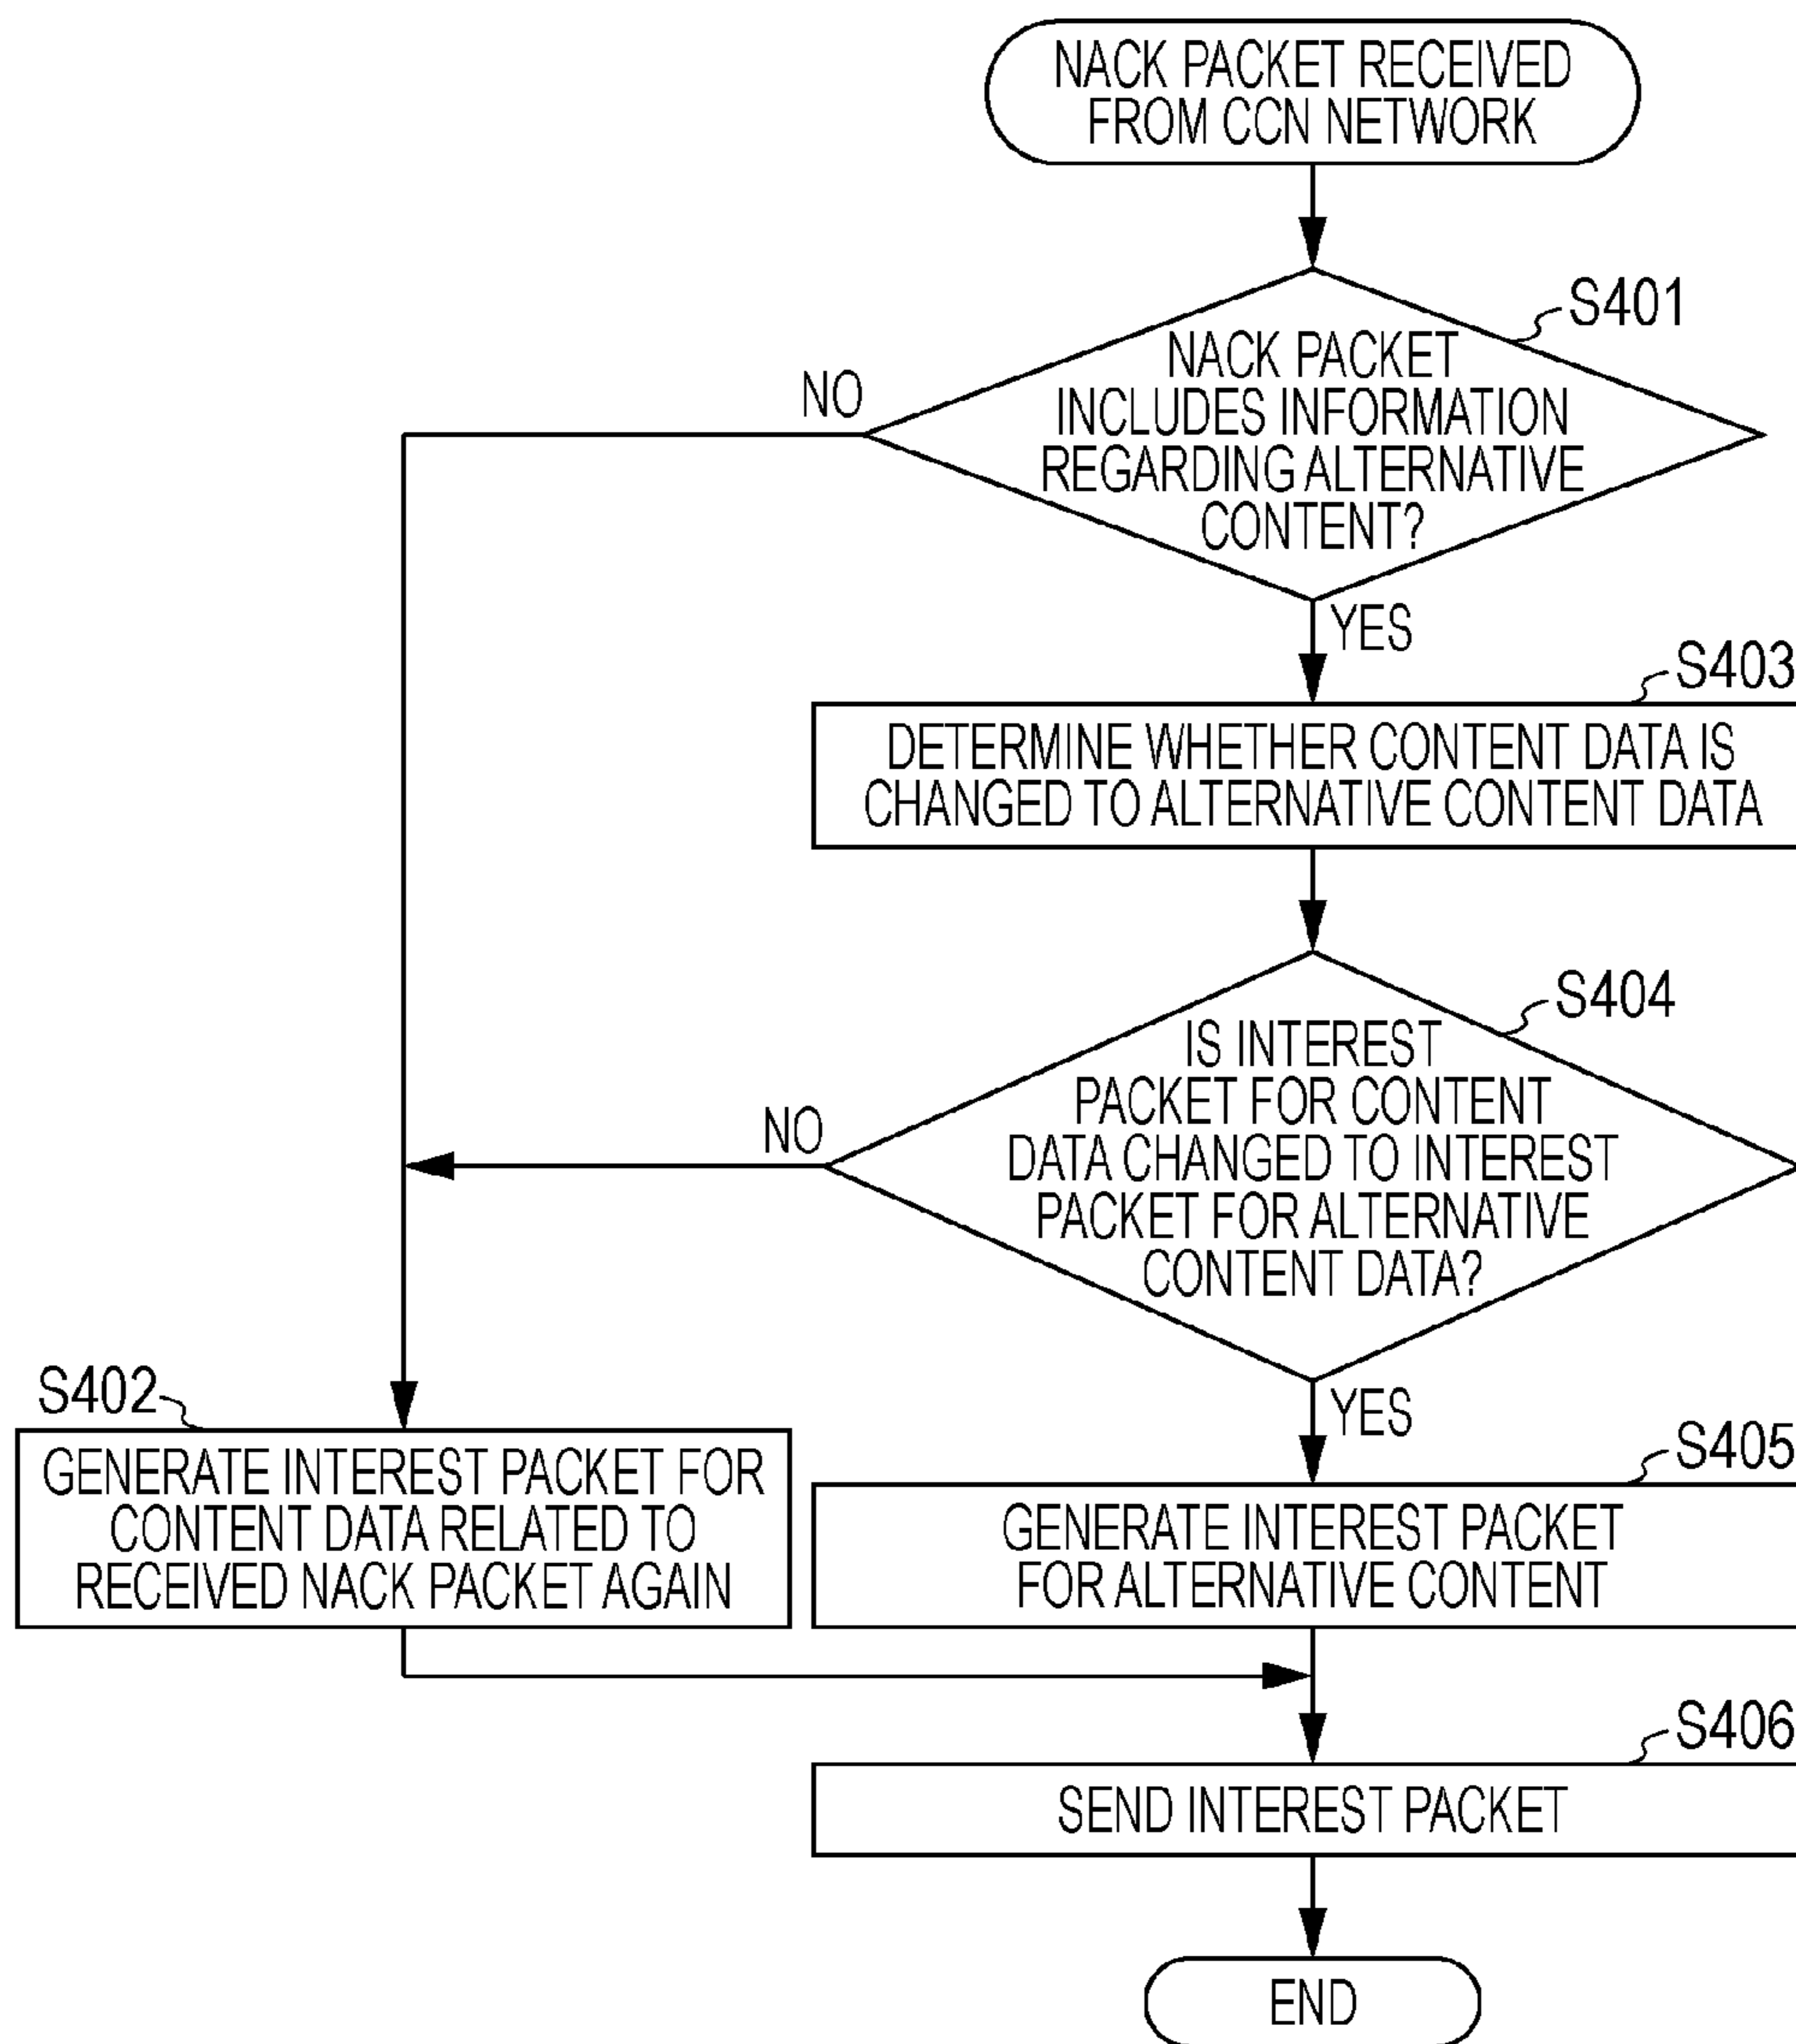 NACK PACKET RECEIVED
FROM CCN NETWORK
S401
NACK PACKET
INCLUDES INFORMATION
REGARDING ALTERNATIVE
CONTENT?
NO
YES
S403
DETERMINE WHETHER CONTENT DATA IS
CHANGED TO ALTERNATIVE CONTENT DATA
S404
IS INTEREST
PACKET FOR CONTENT
DATA CHANGED TO INTEREST
PACKET FOR ALTERNATIVE
CONTENT DATA?
NO
YES
S402
GENERATE INTEREST PACKET FOR
CONTENT DATA RELATED TO
RECEIVED NACK PACKET AGAIN
S405
GENERATE INTEREST PACKET
FOR ALTERNATIVE CONTENT
S406
SEND INTEREST PACKET
END